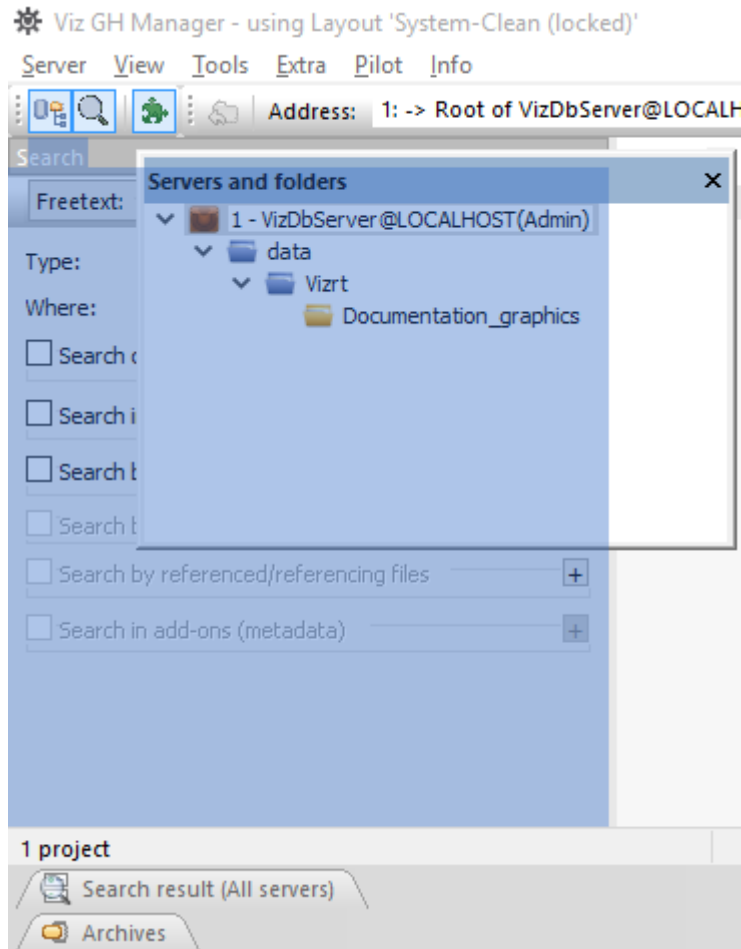 Viz GH Manager - using Layout 'System-Clean (locked)'
Server View Tools Extra Pilot Info
Address: 1: -> Root of VizDbServer@LOCALH
Search
Servers and folders
Freetext:
1 - VizDbServer@LOCALHOST(Admin)
Type:
data
Vizrt
Where:
Documentation_graphics
Search
Search
Search
Search
Search by referenced/referencing files
Search in add-ons (metadata)
1 project
Search result (All servers)
Archives